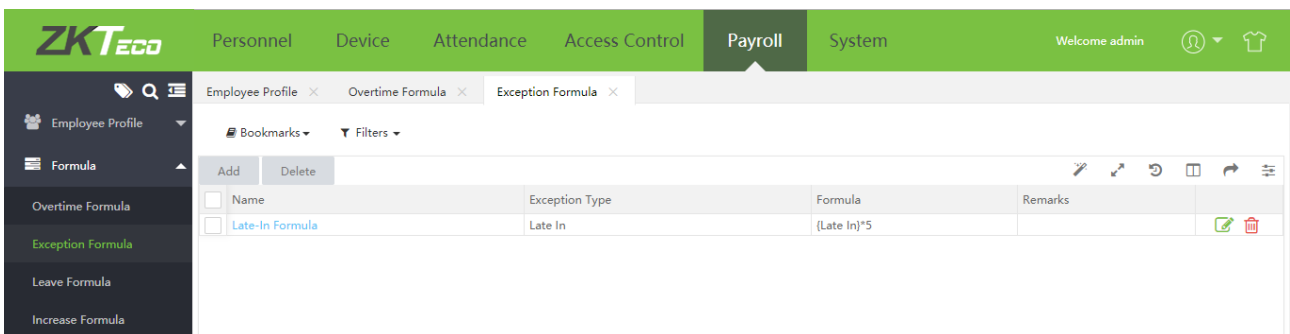 ZKTECO Personnel Device Attendance Access Control Payroll System Welcome admin
Employee Profile Overtime Formula Exception Formula
Employee Profile
Bookmarks Filters
Formula
Add Delete
Name Exception Type Formula Remarks
Overtime Formula
Late-In Formula Late In {Late In}*5
Exception Formula
Leave Formula
Increase Formula